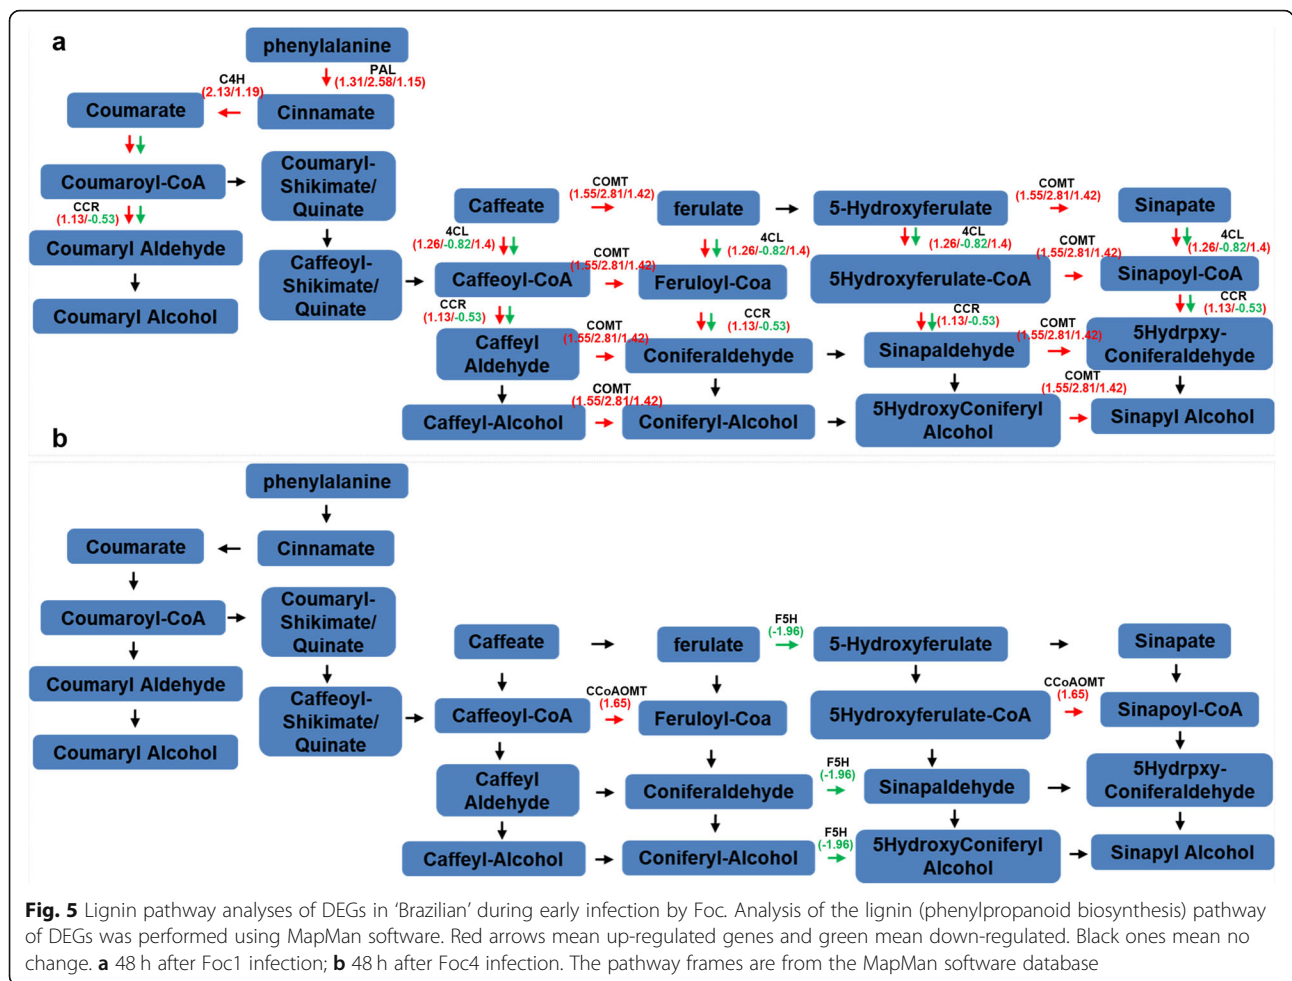 a
phenylalanine
PAL
(1.31/2.58/1.15)
C4H
(2.13/1.19)
Coumarate
Cinnamate
Coumaroyl-CoA
Coumaryl-
Shikimate/
Quinate
CCR
(1.13/-0.53)
Coumaryl Aldehyde
Caffeoyl-
Shikimate/
Quinate
Coumaryl Alcohol
Caffeate
COMT
(1.55/2.81/1.42)
ferulate
5-Hydroxyferulate
COMT
(1.55/2.81/1.42)
Sinapate
4CL
(1.26/-0.82/1.4)
4CL
(1.26/-0.82/1.4)
4CL
(1.26/-0.82/1.4)
4CL
(1.26/-0.82/1.4)
Caffeoyl-CoA
COMT
(1.55/2.81/1.42)
Feruloyl-Coa
5Hydroxyferulate-CoA
COMT
(1.55/2.81/1.42)
Sinapoyl-CoA
CCR
(1.13/-0.53)
CCR
(1.13/-0.53)
CCR
(1.13/-0.53)
CCR
(1.13/-0.53)
Caffeyl
Aldehyde
COMT
(1.55/2.81/1.42)
Coniferaldehyde
Sinapaldehyde
COMT
(1.55/2.81/1.42)
5Hydrpxy-
Coniferaldehyde
Caffeyl-Alcohol
COMT
(1.55/2.81/1.42)
Coniferyl-Alcohol
5HydroxyConiferyl
Alcohol
COMT
(1.55/2.81/1.42)
Sinapyl Alcohol
b
phenylalanine
Coumarate
Cinnamate
Coumaroyl-CoA
Coumaryl-
Shikimate/
Quinate
Coumaryl Aldehyde
Caffeoyl-
Shikimate/
Quinate
Coumaryl Alcohol
Caffeate
ferulate
F5H
(-1.96)
5-Hydroxyferulate
Sinapate
Caffeoyl-CoA
CCoAOMT
(1.65)
Feruloyl-Coa
5Hydroxyferulate-CoA
CCoAOMT
(1.65)
Sinapoyl-CoA
Caffeyl
Aldehyde
Coniferaldehyde
F5H
(-1.96)
Sinapaldehyde
5Hydrpxy-
Coniferaldehyde
Caffeyl-Alcohol
Coniferyl-Alcohol
F5H
(-1.96)
5HydroxyConiferyl
Alcohol
Sinapyl Alcohol
Fig. 5 Lignin pathway analyses of DEGs in ‘Brazilian’ during early infection by Foc. Analysis of the lignin (phenylpropanoid biosynthesis) pathway
of DEGs was performed using MapMan software. Red arrows mean up-regulated genes and green mean down-regulated. Black ones mean no
change. a 48 h after Foc1 infection; b 48 h after Foc4 infection. The pathway frames are from the MapMan software database